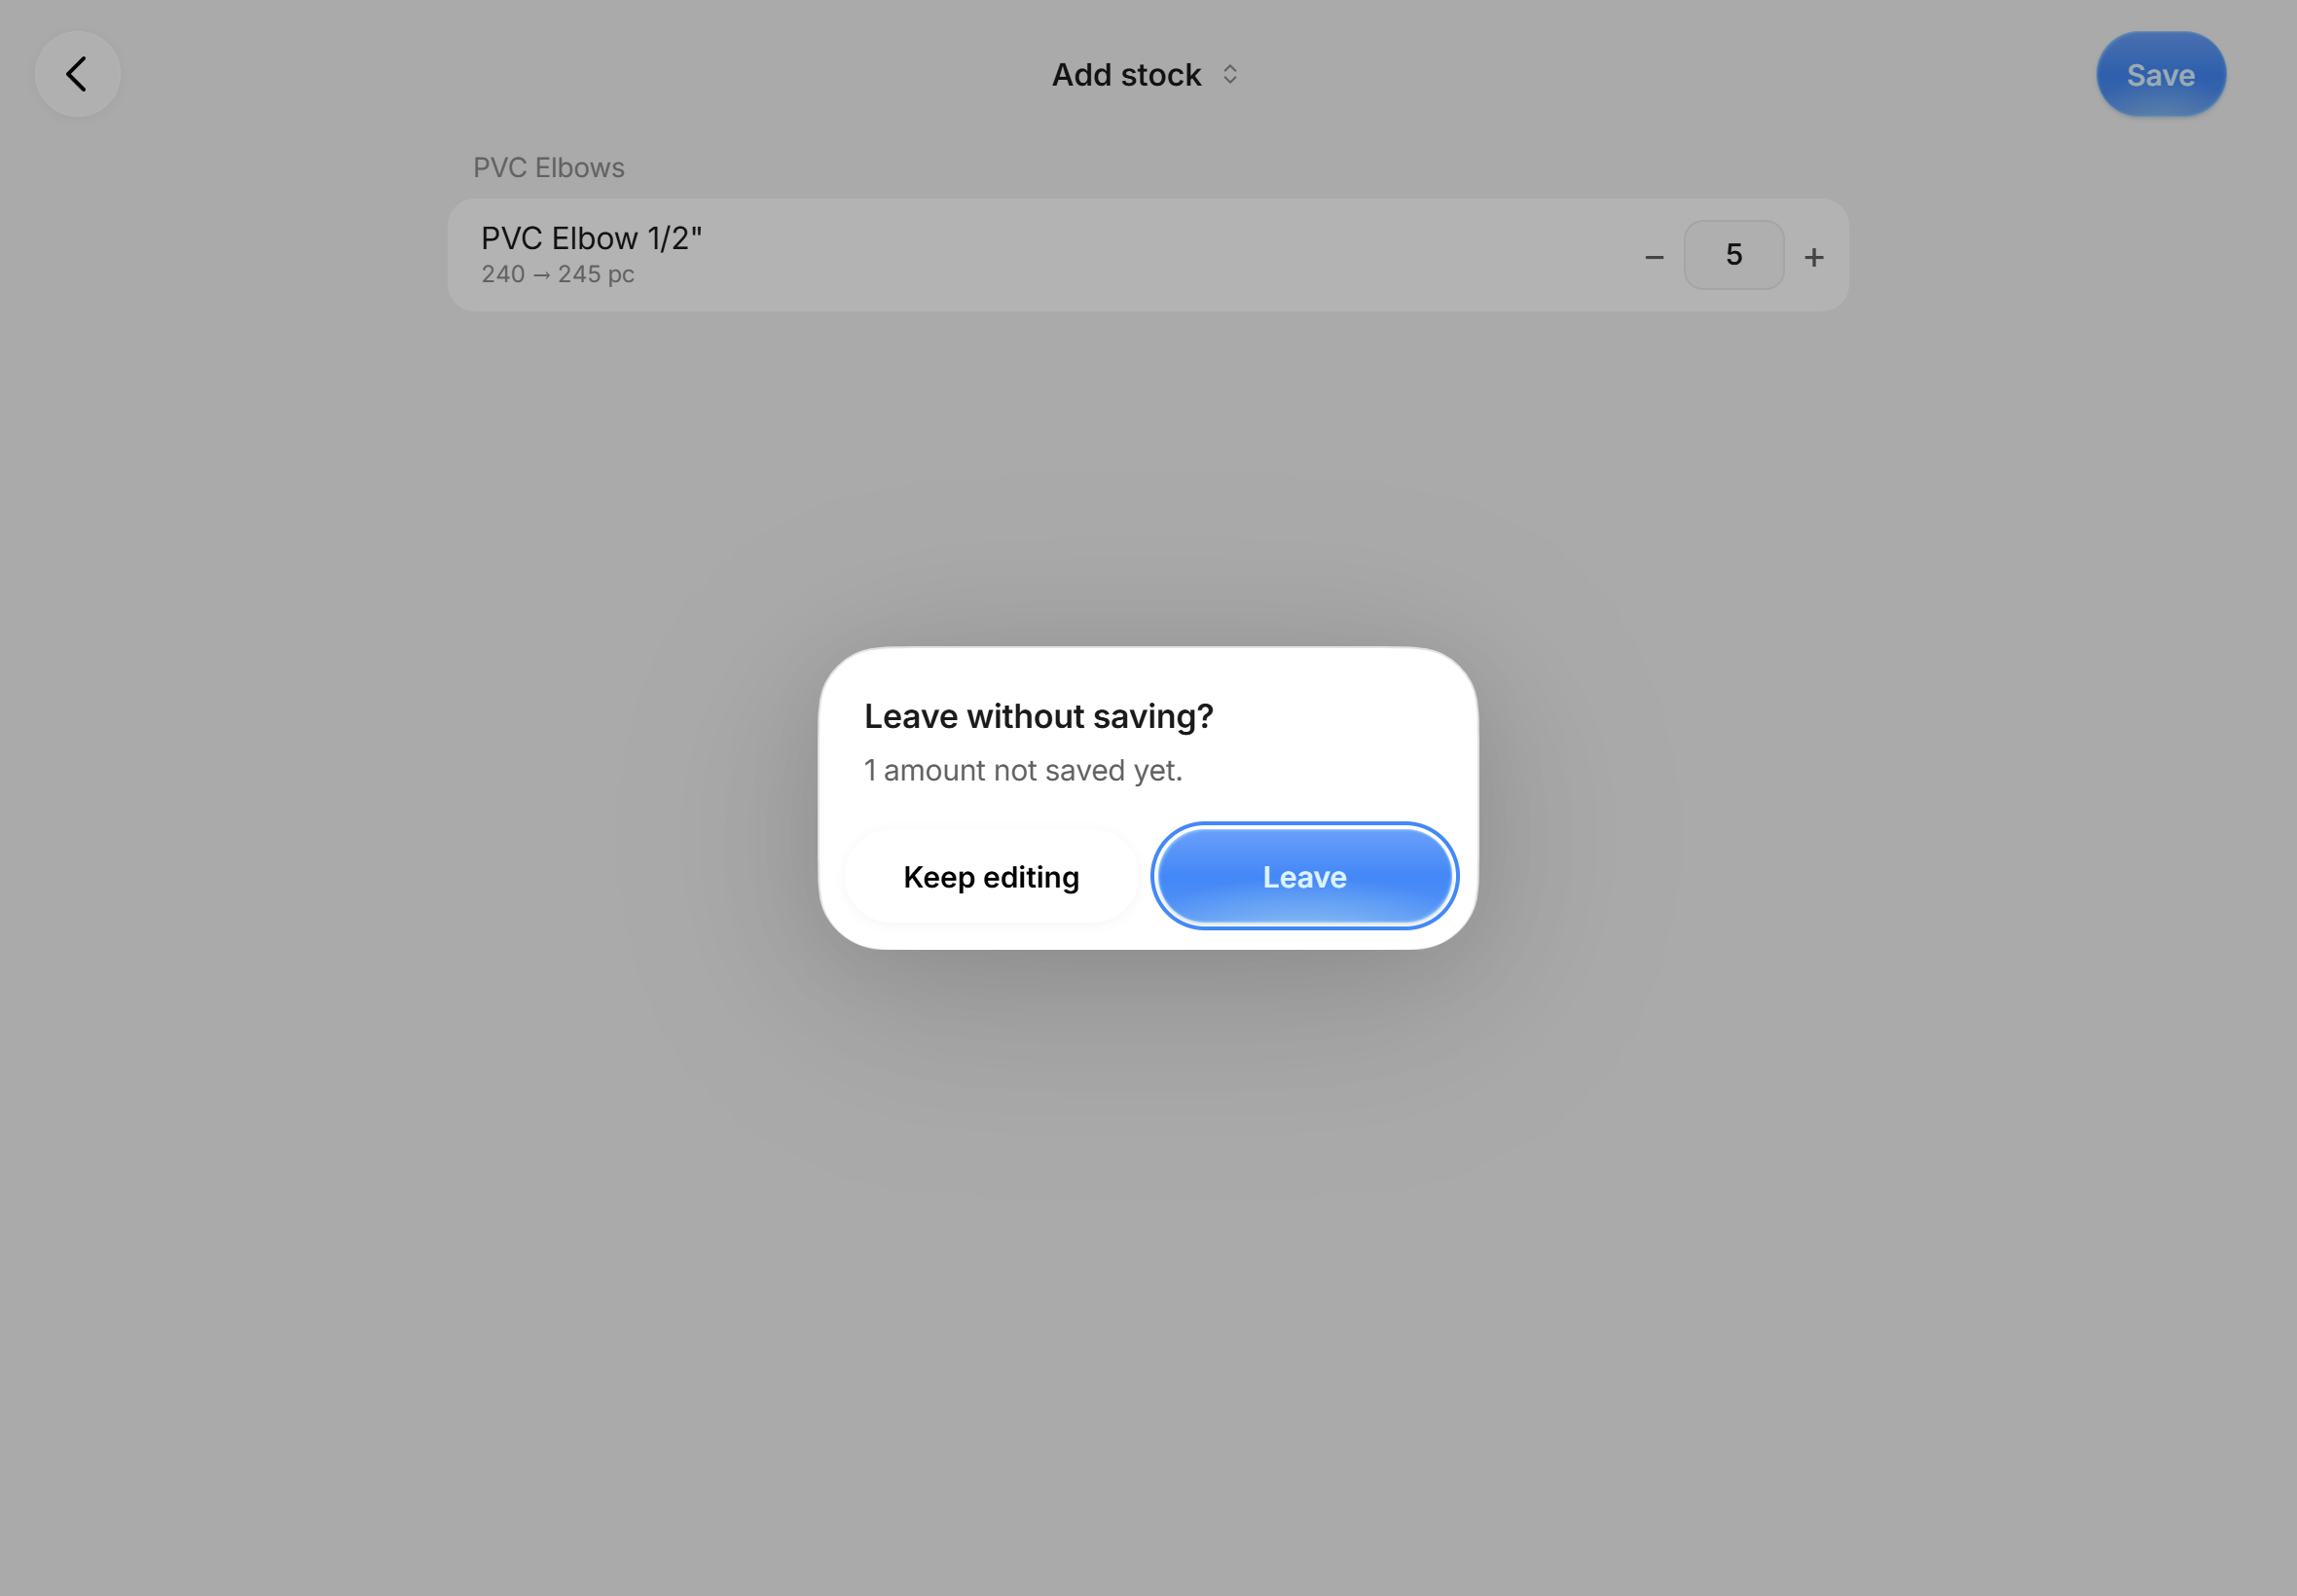 Add stock
Save
PVC Elbows
PVC Elbow 1/2"
240 → 245 pc
− 5 +
Leave without saving?
1 amount not saved yet.
Keep editing
Leave